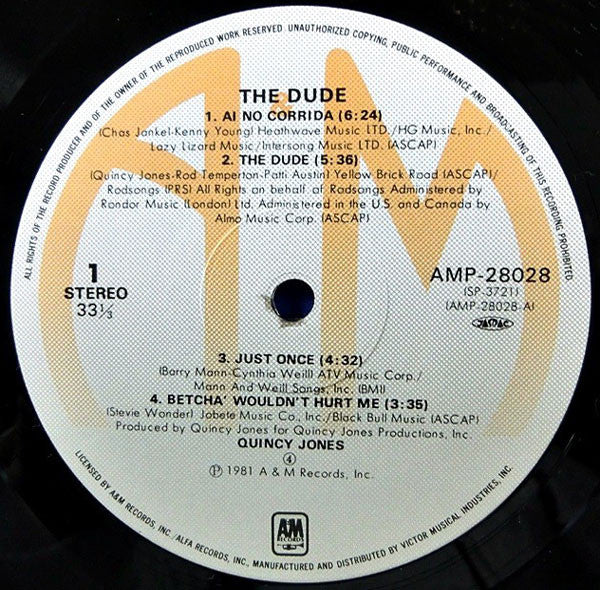 ALL RIGHTS OF THE RECORD PRODUCER AND OF THE OWNER OF THE REPRODUCED WORK RESERVED UNAUTHORIZED COPYING, PUBLIC PERFORMANCE AND BROADCASTING OF THIS RECORDING PROHIBITED
THE DUDE
1. AI NO CORRIDA (6:24)
(Chas Jankel-Kenny Young) Heathwave Music LTD. /HG Music, Inc./
Lazy Lizard Music/Intersong Music LTD. (ASCAP)
2. THE DUDE (5:36)
(Quincy Jones-Rod Temperton-Patti Austin) Yellow Brick Road (ASCAP)/
Rodsongs (PRS) All Rights on behalf of Rodsongs Administered by
Rondor Music (London) Ltd. Administered in the U.S. and Canada by
Almo Music Corp. (ASCAP)
1
STEREO
33 1/3
AMP-28028
(SP-3721)
(AMP-28028-A)
JASRAC
3. JUST ONCE (4:32)
(Barry Mann-Cynthia Weill) ATV Music Corp./
Mann And Weill Songs, Inc. (BMI)
4. BETCHA' WOULDN'T HURT ME (3:35)
(Stevie Wonder) Jobete Music Co., Inc./Black Bull Music (ASCAP)
Produced by Quincy Jones for Quincy Jones Productions, Inc.
QUINCY JONES
④
℗ 1981 A & M Records, Inc.
A&M
RECORDS
LICENSED BY A&M RECORDS, INC./ALFA RECORDS, INC., MANUFACTURED AND DISTRIBUTED BY VICTOR MUSICAL INDUSTRIES, INC.